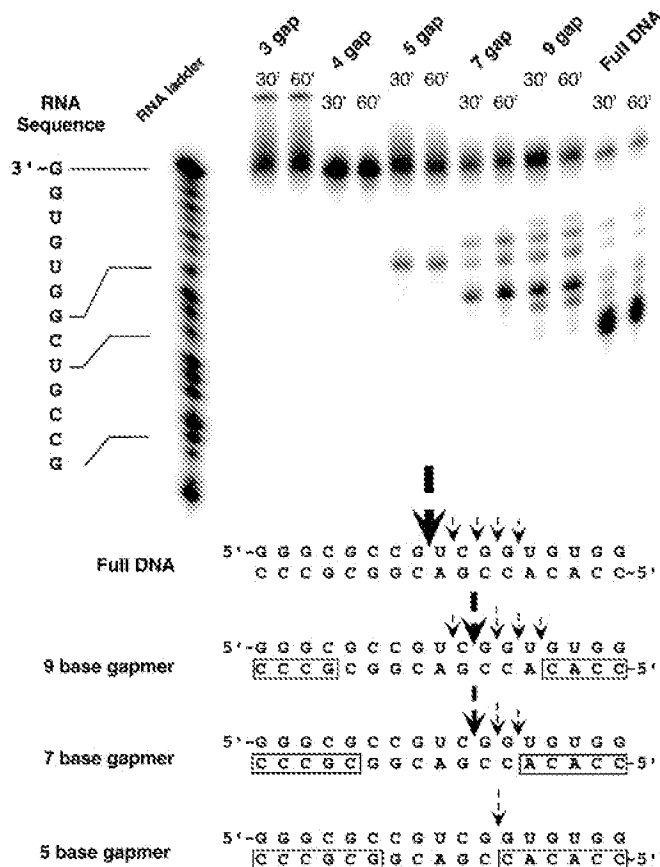 3 gap 4 gap 5 gap 7 gap 9 gap Full DNA
30' 60' 30' 60' 30' 60' 30' 60' 30' 60' 30' 60'
RNA Sequence
RNA ladder
3'-G
G
U
G
U
G
G
C
U
G
C
C
G
Full DNA
5'-G G G C G C C G U C G G U G U G G
C C C G C G G C A G C C A C A C C-5'
9 base gapmer
5'-G G G C G C C G U C G G U G U G G
C C C G C G G C A G C C A C A C C-5'
7 base gapmer
5'-G G G C G C C G U C G G U G U G G
C C C G C G G C A G C C A C A C C-5'
5 base gapmer
5'-G G G C G C C G U C G G U G U G G
C C C G C G G C A G C C A C A C C-5'